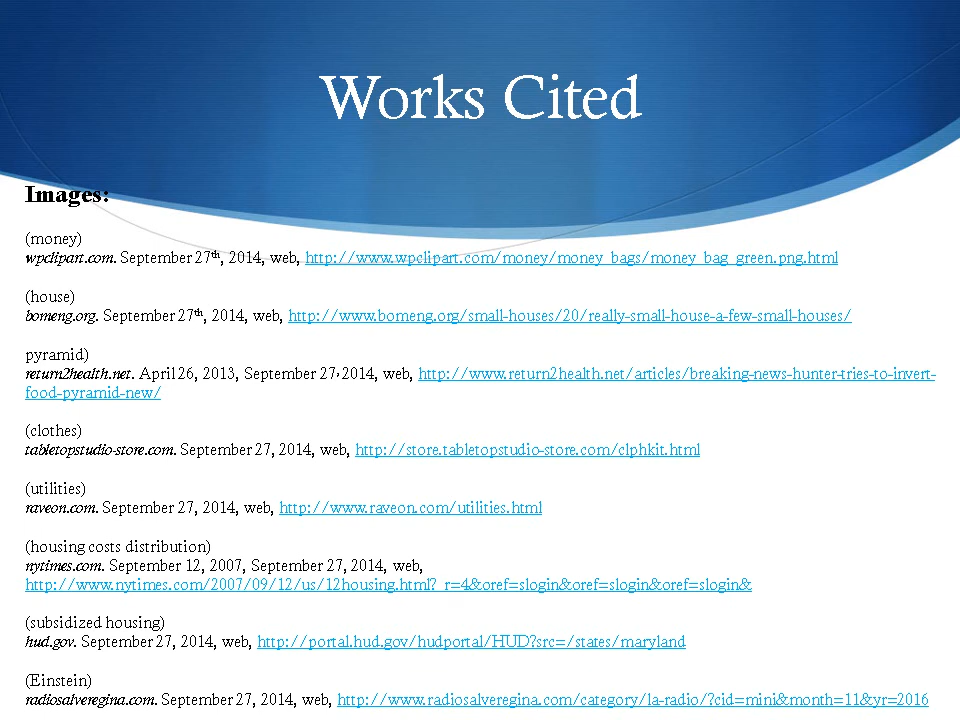 Works Cited
Images:
(money)
wpclipart.com. September 27th, 2014, web, http://www.wpclipart.com/money/money_bags/money_bag_green.png.html
(house)
bomeng.org. September 27th, 2014, web, http://www.bomeng.org/small-houses/20/really-small-house-a-few-small-houses/
pyramid)
return2health.net. April 26, 2013, September 27, 2014, web, http://www.return2health.net/articles/breaking-news-hunter-tries-to-invert-
food-pyramid-new/
(clothes)
tabletopstudio-store.com. September 27, 2014, web, http://store.tabletopstudio-store.com/clphkit.html
(utilities)
raveon.com. September 27, 2014, web, http://www.raveon.com/utilities.html
(housing costs distribution)
nytimes.com. September 12, 2007, September 27, 2014, web,
http://www.nytimes.com/2007/09/12/us/12housing.html?_r=4&oref=slogin&oref=slogin&oref=slogin&
(subsidized housing)
hud.gov. September 27, 2014, web, http://portal.hud.gov/hudportal/HUD?src=/states/maryland
(Einstein)
radiosalveregina.com. September 27, 2014, web, http://www.radiosalveregina.com/category/la-radio/?cid=mini&month=11&yr=2016